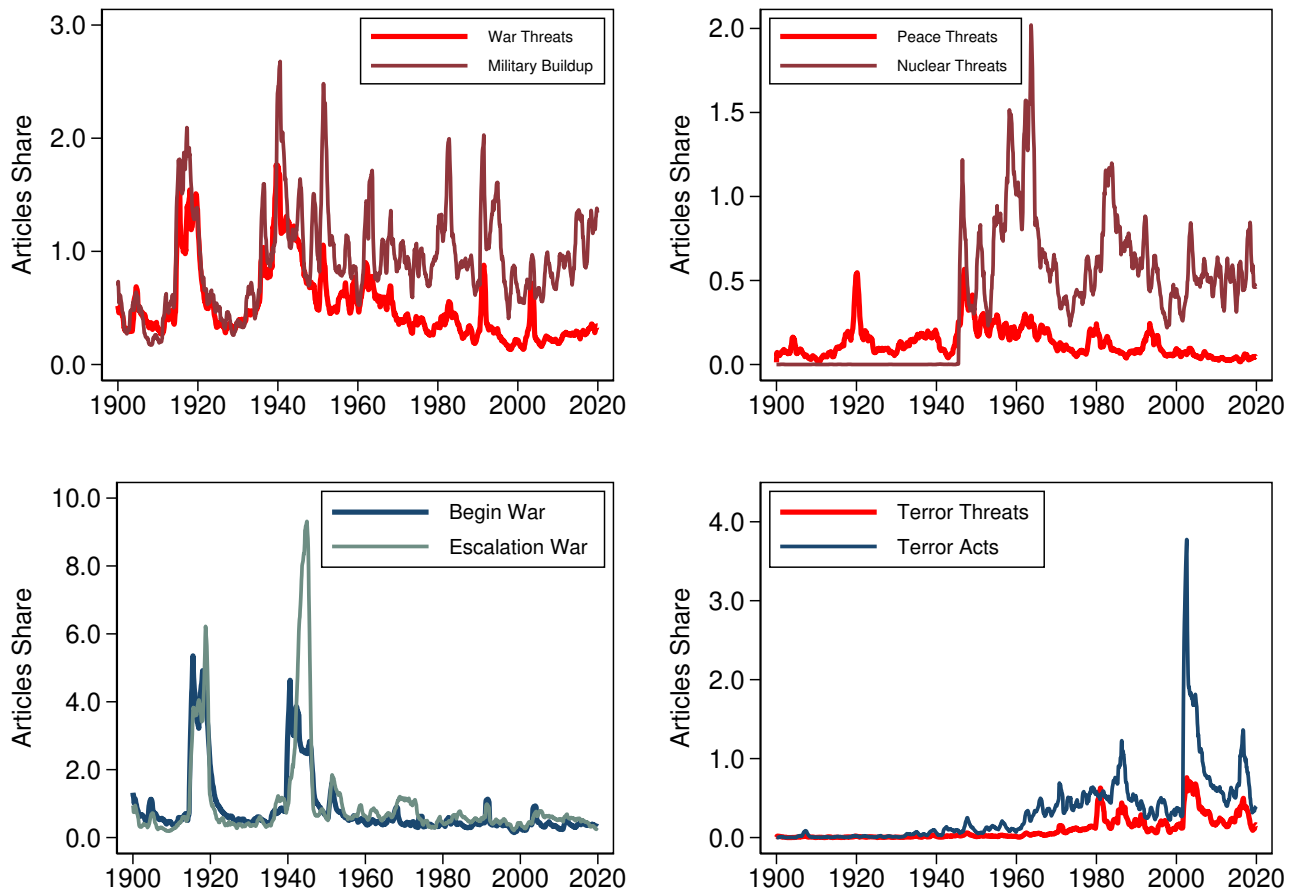 Articles Share
3.0
2.0
1.0
0.0
War Threats
Military Buildup
1900 1920 1940 1960 1980 2000 2020
Articles Share
2.0
1.5
1.0
0.5
0.0
Peace Threats
Nuclear Threats
1900 1920 1940 1960 1980 2000 2020
Articles Share
10.0
8.0
6.0
4.0
2.0
0.0
Begin War
Escalation War
1900 1920 1940 1960 1980 2000 2020
Articles Share
4.0
3.0
2.0
1.0
0.0
Terror Threats
Terror Acts
1900 1920 1940 1960 1980 2000 2020